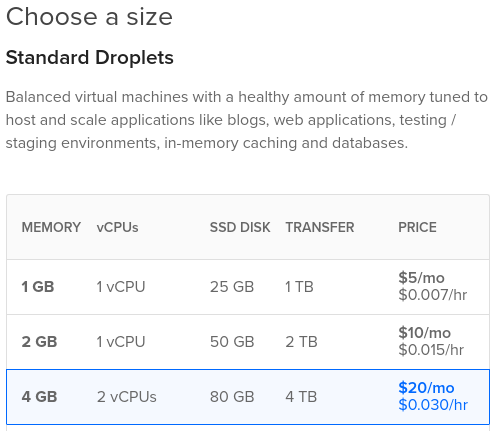 Choose a size
Standard Droplets
Balanced virtual machines with a healthy amount of memory tuned to
host and scale applications like blogs, web applications, testing /
staging environments, in-memory caching and databases.
MEMORY vCPUs SSD DISK TRANSFER PRICE
1 GB 1 vCPU 25 GB 1 TB $5/mo
$0.007/hr
2 GB 1 vCPU 50 GB 2 TB $10/mo
$0.015/hr
4 GB 2 vCPUs 80 GB 4 TB $20/mo
$0.030/hr